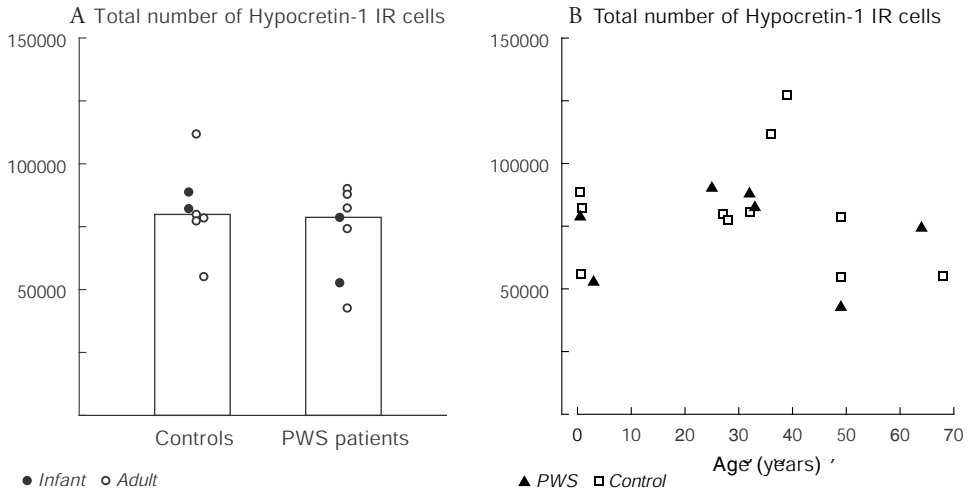 A Total number of Hypocretin-1 IR cells
150000
100000
50000
Controls PWS patients
Infant Adult
B Total number of Hypocretin-1 IR cells
150000
100000
50000
0 10 20 30 40 50 60 70
Age (years)
PWS Control